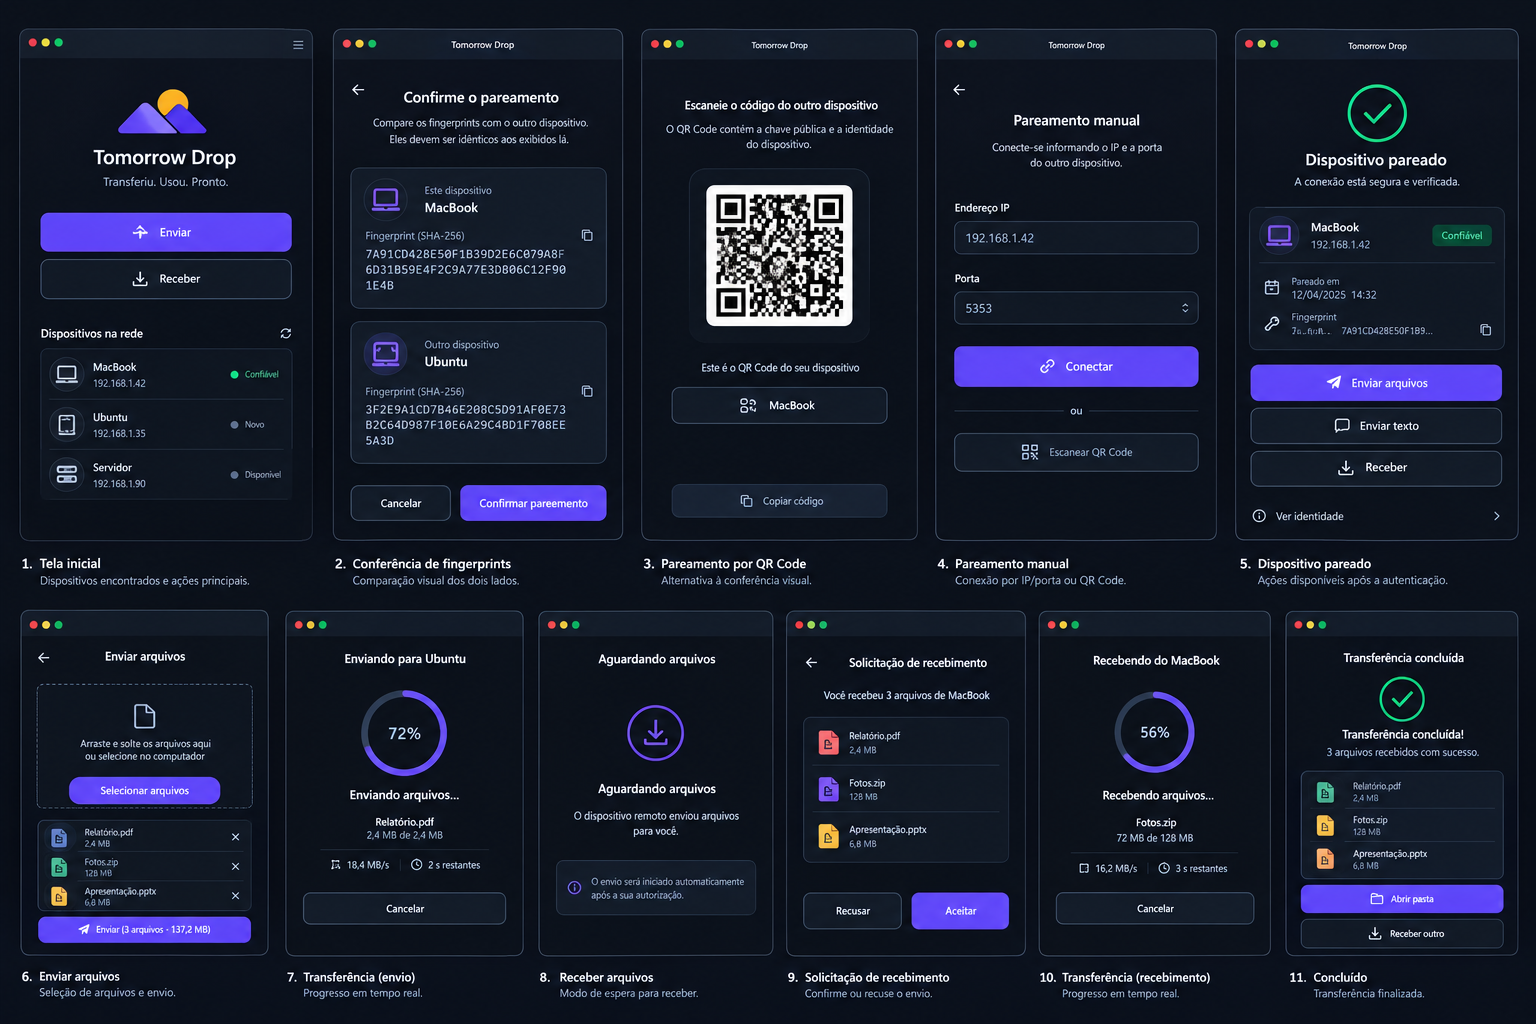 Tomorrow Drop
Transferiu. Usou. Pronto.
Enviar
Receber
Dispositivos na rede
MacBook
192.168.1.42
Confiável
Ubuntu
192.168.1.35
Novo
Servidor
192.168.1.90
Disponível
1. Tela inicial
Dispositivos encontrados e ações principais.
Tomorrow Drop
Confirme o pareamento
Compare os fingerprints com o outro dispositivo.
Eles devem ser idênticos aos exibidos lá.
Este dispositivo
MacBook
Fingerprint (SHA-256)
7A91CD428E50F1B39D2E6C079A8F
6D31B59E4F2C9A77E3DB06C12F90
1E4B
Outro dispositivo
Ubuntu
Fingerprint (SHA-256)
3F2E9A1CD7B46E208C5D91AF0E73
B2C64D987F10E6A29C4BD1F708EE
5A3D
Cancelar
Confirmar pareemento
2. Conferência de fingerprints
Comparação visual dos dois lados.
Tomorrow Drop
Escaneie o código do outro dispositivo
O QR Code contém a chave pública e a identidade
do dispositivo.
Este é o QR Code do seu dispositivo
MacBook
Copiar código
3. Pareamento por QR Code
Alternativa à conferência visual.
Tomorrow Drop
Pareamento manual
Conecte-se informando o IP e a porta
do outro dispositivo.
Endereço IP
192.168.1.42
Porta
5353
Conectar
ou
Escanear QR Code
4. Pareamento manual
Conexão por IP/porta ou QR Code.
Tomorrow Drop
Dispositivo pareado
A conexão está segura e verificada.
MacBook
192.168.1.42
Confiável
Pareado em
12/04/2025 14:32
Fingerprint
7A91CD428E50F1B9...
Enviar arquivos
Enviar texto
Receber
Ver identidade
5. Dispositivo pareado
Ações disponíveis após a autenticação.
Enviar arquivos
Arraste e solte os arquivos aqui
ou selecione no computador
Selecionar arquivos
Relatório.pdf
2,4 MB
Fotos.zip
128 MB
Apresentação.pptx
6,8 MB
Enviar (3 arquivos - 137,2 MB)
6. Enviar arquivos
Seleção de arquivos e envio.
Enviando para Ubuntu
72%
Enviando arquivos...
Relatório.pdf
2,4 MB de 2,4 MB
18,4 MB/s
2 s restantes
Cancelar
7. Transferência (envio)
Progresso em tempo real.
Aguardando arquivos
Aguardando arquivos
O dispositivo remoto enviou arquivos
para você.
O envio será iniciado automaticamente
após a sua autorização.
8. Receber arquivos
Modo de espera para receber.
Solicitação de recebimento
Você recebeu 3 arquivos de MacBook
Relatório.pdf
2,4 MB
Fotos.zip
128 MB
Apresentação.pptx
6,8 MB
Recusar
Aceitar
9. Solicitação de recebimento
Confirme ou recuse o envio.
Recebendo do MacBook
56%
Recebendo arquivos...
Fotos.zip
72 MB de 128 MB
16,2 MB/s
3 s restantes
Cancelar
10. Transferência (recebimento)
Progresso em tempo real.
Transferência concluída
Transferência concluída!
3 arquivos recebidos com sucesso.
Relatório.pdf
2,4 MB
Fotos.zip
128 MB
Apresentação.pptx
6,8 MB
Abrir pasta
Receber outro
11. Concluído
Transferência finalizada.